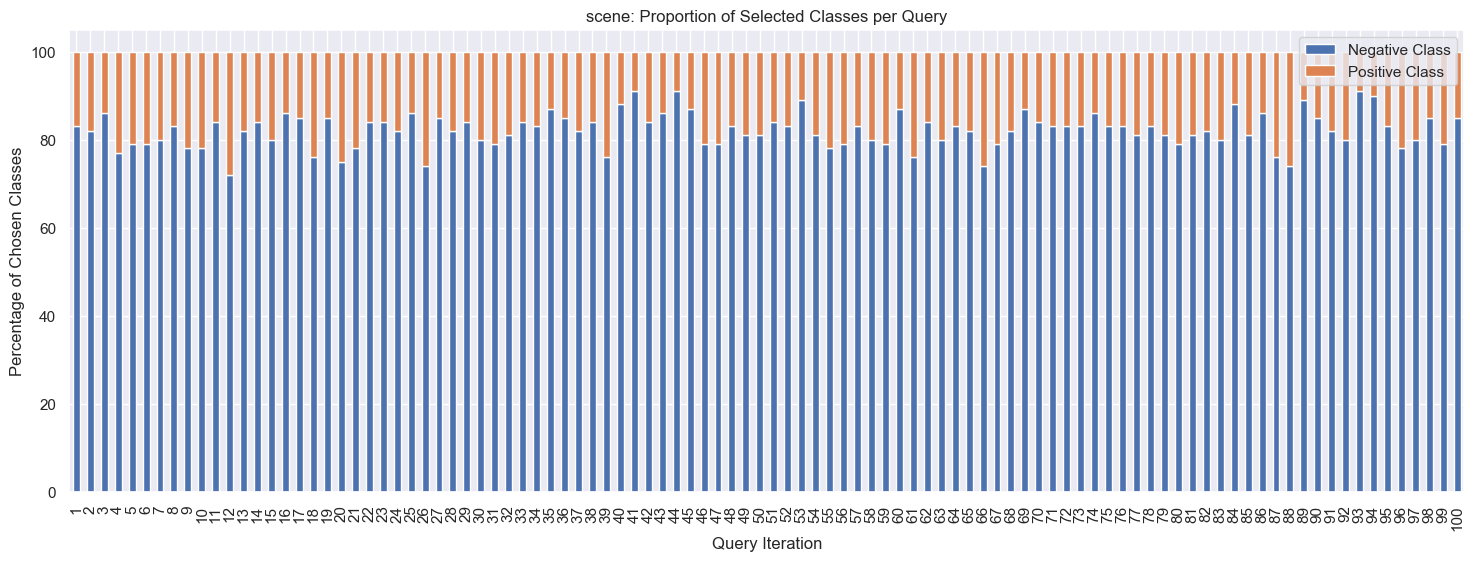 scene: Proportion of Selected Classes per Query
Negative Class
Positive Class
Percentage of Chosen Classes
100
80
60
40
20
0
1 2 3 4 5 6 7 8 9 10 11 12 13 14 15 16 17 18 19 20 21 22 23 24 25 26 27 28 29 30 31 32 33 34 35 36 37 38 39 40 41 42 43 44 45 46 47 48 49 50 51 52 53 54 55 56 57 58 59 60 61 62 63 64 65 66 67 68 69 70 71 72 73 74 75 76 77 78 79 80 81 82 83 84 85 86 87 88 89 90 91 92 93 94 95 96 97 98 99 100
Query Iteration